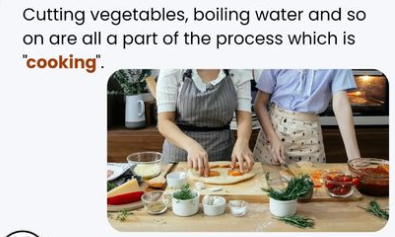 Cutting vegetables, boiling water and so
on are all a part of the process which is
"cooking".